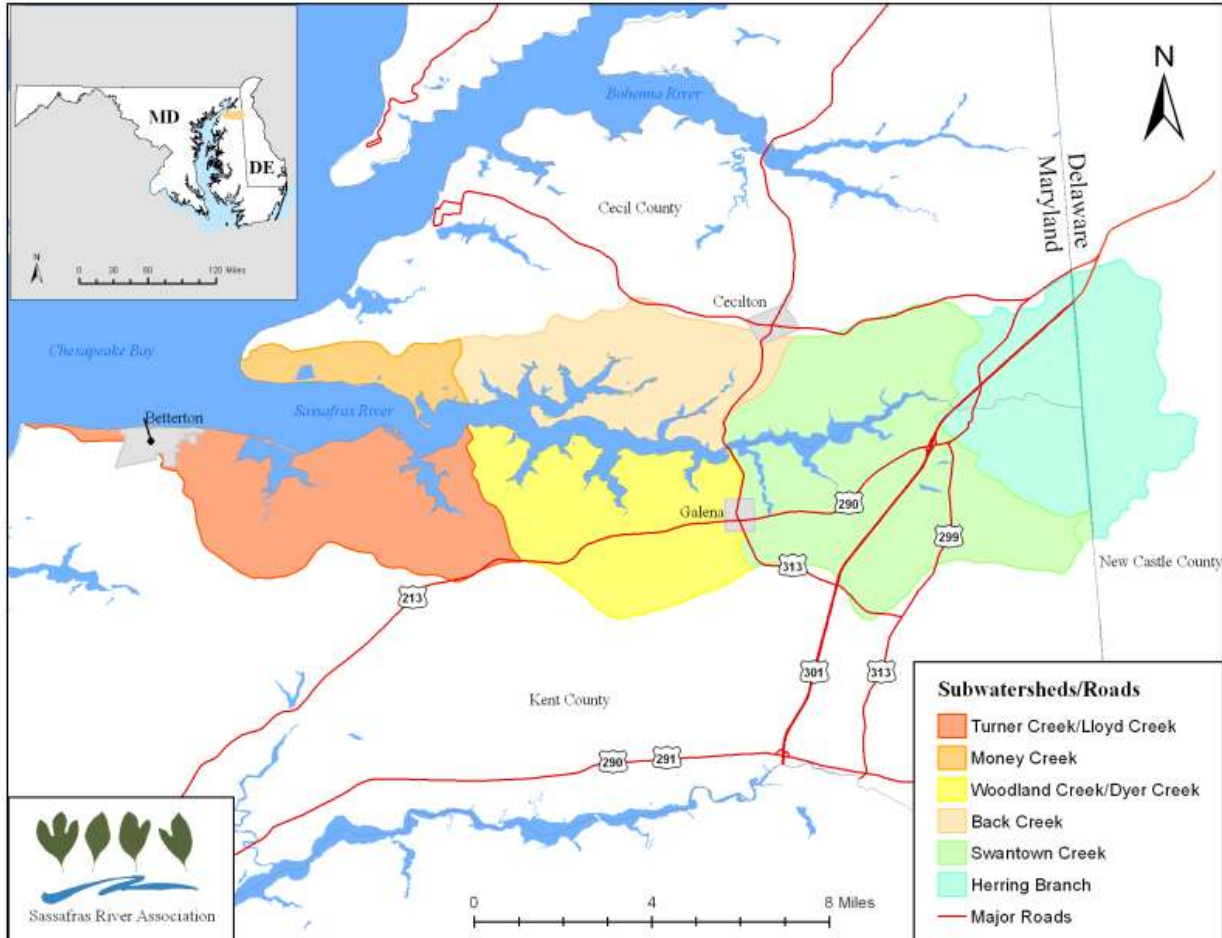 Bohenna River
N
MD
DE
Delaware
Maryland
Cecil County
N
0 30 60 120 Miles
Cecilton
Chesapeake Bay
Sassafras River
Betterton
Galena
290
299
313
New Castle County
213
301
313
Kent County
290
291
Subwatersheds/Roads
Turner Creek/Lloyd Creek
Money Creek
Woodland Creek/Dyer Creek
Back Creek
Swantown Creek
Herring Branch
Major Roads
Sassafras River Association
0 4 8 Miles